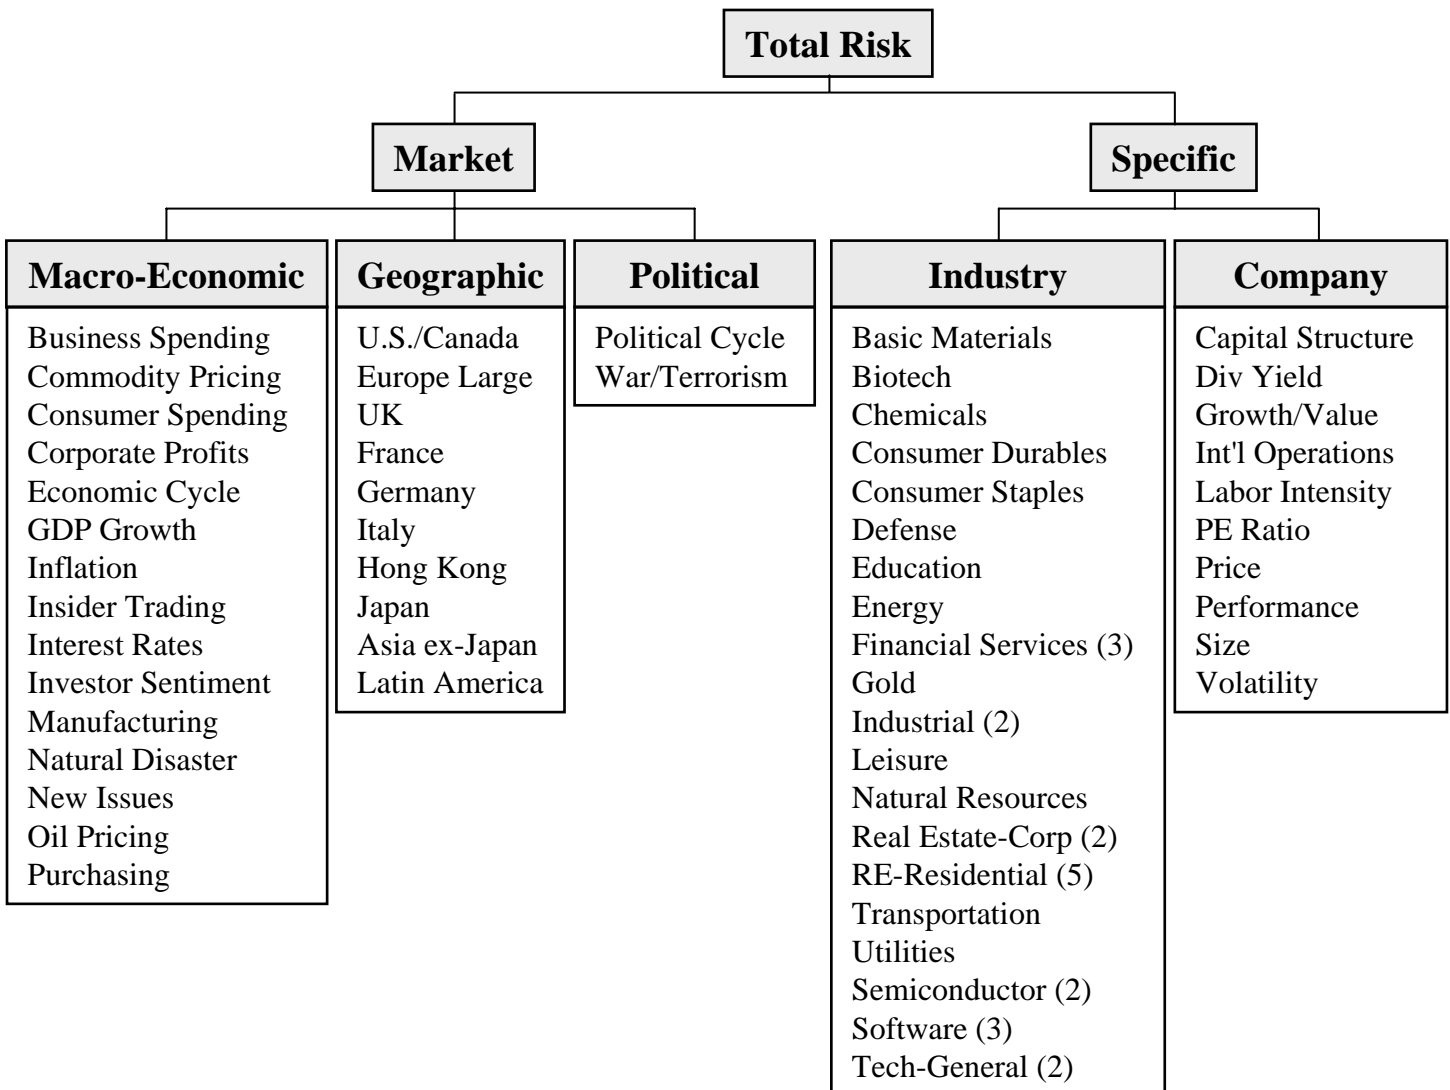 Total Risk
Market
Specific
Macro-Economic
Business Spending
Commodity Pricing
Consumer Spending
Corporate Profits
Economic Cycle
GDP Growth
Inflation
Insider Trading
Interest Rates
Investor Sentiment
Manufacturing
Natural Disaster
New Issues
Oil Pricing
Purchasing
Geographic
U.S./Canada
Europe Large
UK
France
Germany
Italy
Hong Kong
Japan
Asia ex-Japan
Latin America
Political
Political Cycle
War/Terrorism
Industry
Basic Materials
Biotech
Chemicals
Consumer Durables
Consumer Staples
Defense
Education
Energy
Financial Services (3)
Gold
Industrial (2)
Leisure
Natural Resources
Real Estate-Corp (2)
RE-Residential (5)
Transportation
Utilities
Semiconductor (2)
Software (3)
Tech-General (2)
Company
Capital Structure
Div Yield
Growth/Value
Int'l Operations
Labor Intensity
PE Ratio
Price
Performance
Size
Volatility